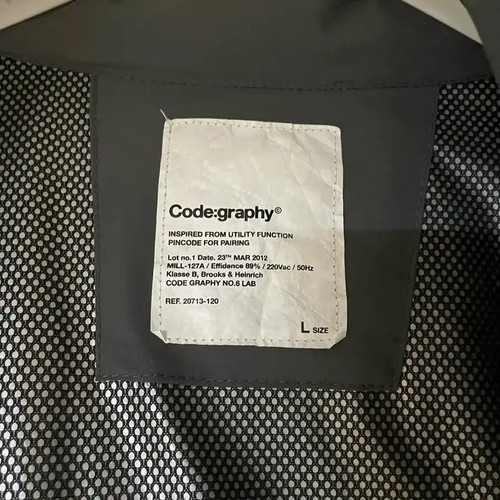 Code:graphy©
INSPIRED FROM UTILITY FUNCTION
PINCODE FOR PAIRING
Lot no.1 Date. 23TH MAR 2012
MILL-127A / Effidence 89% / 220Vac / 50Hz
Klasse B, Brooks & Heinrich
CODE GRAPHY NO.6 LAB
REF. 20713-120
L SIZE